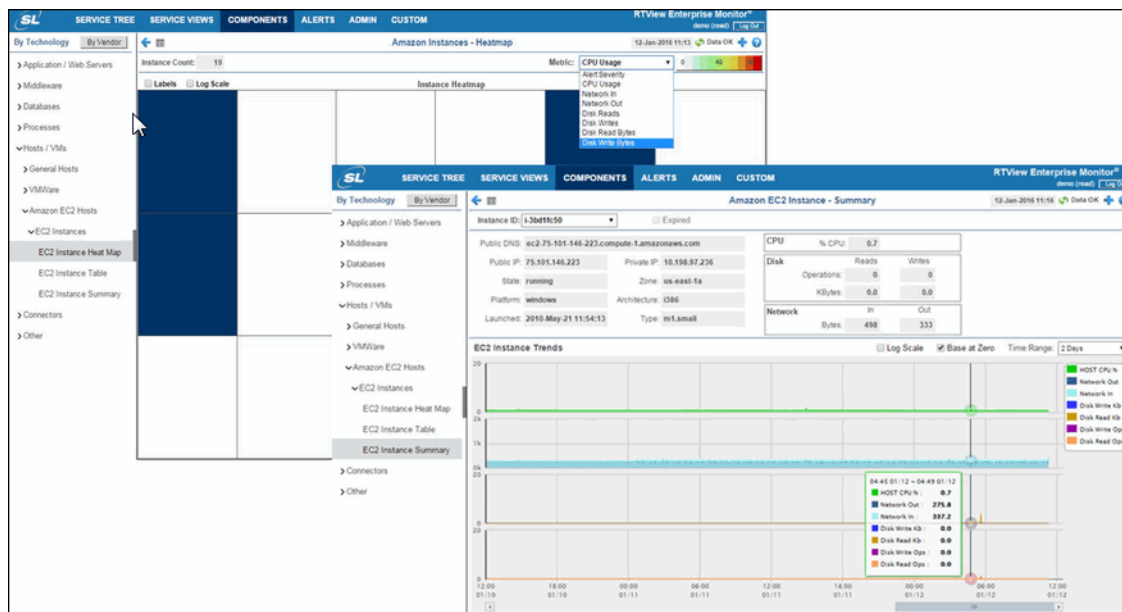 SL SERVICE TREE SERVICE VIEWS COMPONENTS ALERTS ADMIN CUSTOM RTView Enterprise Monitor®
demo (read) Log Out
By Technology By Vendor Amazon Instances - Heatmap 12-Jan-2016 11:13 Data OK
Application / Web Servers
Instance Count: 19 Metric: CPU Usage 0 40
Middleware
Labels Log Scale Instance Heatmap
Alert Severity
CPU Usage
Network In
Network Out
Disk Reads
Disk Writes
Disk Read Bytes
Disk Write Bytes
Databases
Processes
Hosts / VMs
General Hosts
VMWare
Amazon EC2 Hosts
EC2 Instances
EC2 Instance Heat Map
EC2 Instance Table
EC2 Instance Summary
Connectors
Other
SL SERVICE TREE SERVICE VIEWS COMPONENTS ALERTS ADMIN CUSTOM RTView Enterprise Monitor®
demo (read) Log O
By Technology By Vendor Amazon EC2 Instance - Summary 12-Jan-2016 11:16 Data OK
Application / Web Servers
Middleware
Databases
Processes
Hosts / VMs
General Hosts
VMWare
Amazon EC2 Hosts
EC2 Instances
EC2 Instance Heat Map
EC2 Instance Table
EC2 Instance Summary
Connectors
Other
Instance ID: i-3bd1fc50 Expired
Public DNS: ec2-75-101-146-223.compute-1.amazonaws.com
Public IP: 75.101.146.223 Private IP: 10.198.97.236
State: running Zone: us-east-1a
Platform: windows Architecture: i386
Launched: 2010-May-21 11:54:13 Type: m1.small
CPU % CPU: 0.7
Disk Reads Writes
Operations: 0 0
KBytes: 0.0 0.0
Network In Out
Bytes: 498 333
EC2 Instance Trends Log Scale Base at Zero Time Range: 2 Days
20
0
2k
1k
0k
20
0
20
0
HOST CPU %
Network Out
Network In
Disk Write Kb
Disk Read Kb
Disk Write Op
Disk Read Op
04:45 01/12 ~ 04:49 01/12
HOST CPU % : 0.7
Network Out : 275.8
Network In : 337.2
Disk Write Kb : 0.0
Disk Read Kb : 0.0
Disk Write Ops : 0.0
Disk Read Ops : 0.0
12:00 18:00 00:00 06:00 12:00 18:00 00:00 06:00 12:00
01/10 01/10 01/11 01/11 01/11 01/11 01/12 01/12 01/12